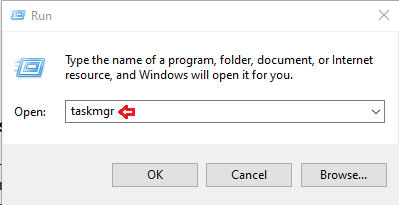 Run
Type the name of a program, folder, document, or Internet
resource, and Windows will open it for you.
Open: taskmgr
OK Cancel Browse...